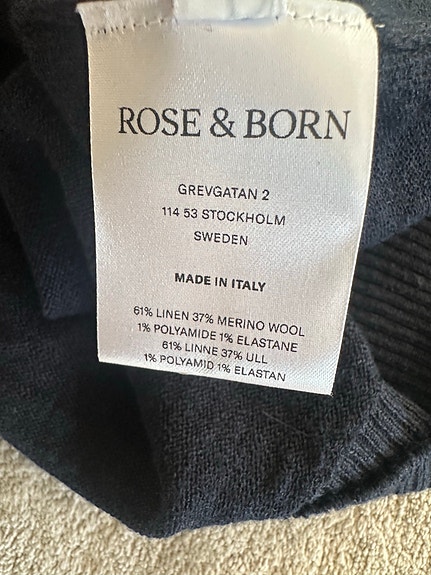 ROSE & BORN
GREVGATAN 2
114 53 STOCKHOLM
SWEDEN
MADE IN ITALY
61% LINEN 37% MERINO WOOL
1% POLYAMIDE 1% ELASTANE
61% LINNE 37% ULL
1% POLYAMID 1% ELASTAN